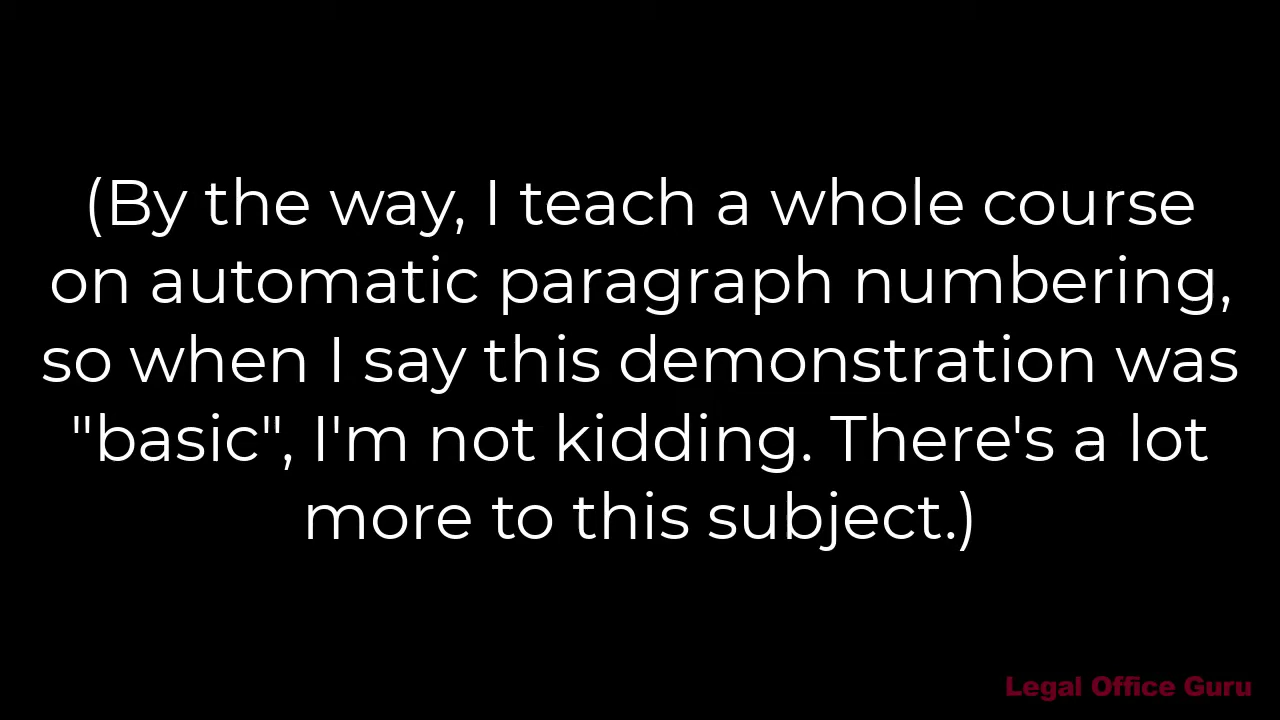 (By the way, I teach a whole course
on automatic paragraph numbering,
so when I say this demonstration was
"basic", I'm not kidding. There's a lot
more to this subject.)
Legal Office Guru